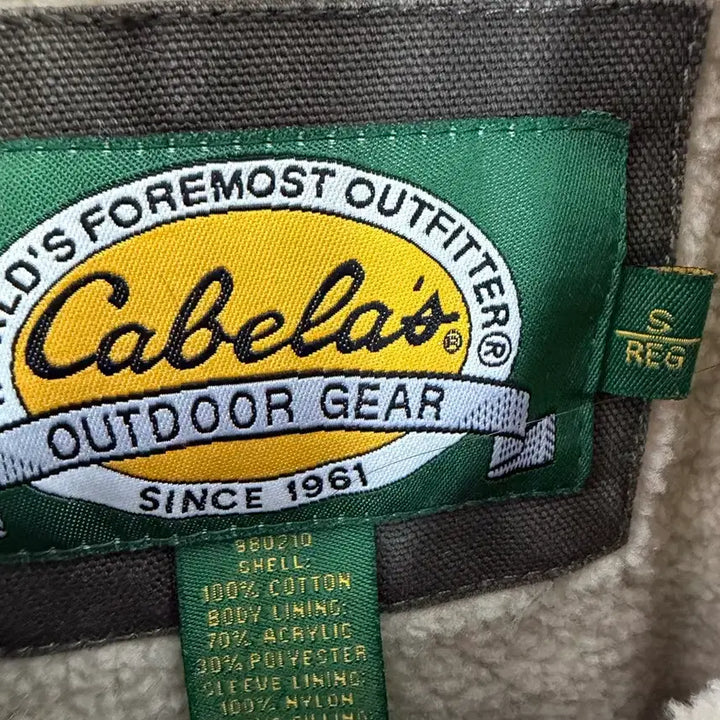 FOREMOST OUTFITTER®
Cabela's®
OUTDOOR GEAR
SINCE 1961
S
REG
980210
SHELL:
100% COTTON
BODY LINING:
70% ACRYLIC
30% POLYESTER
SLEEVE LINING:
100% NYLON